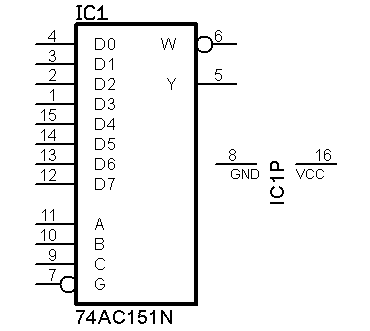 IC1
4 D0 W 6
3 D1
2 D2 Y 5
1 D3
15 D4
14 D5
13 D6 8 GND IC1P 16 VCC
12 D7
11 A
10 B
9 C
7 G
74AC151N